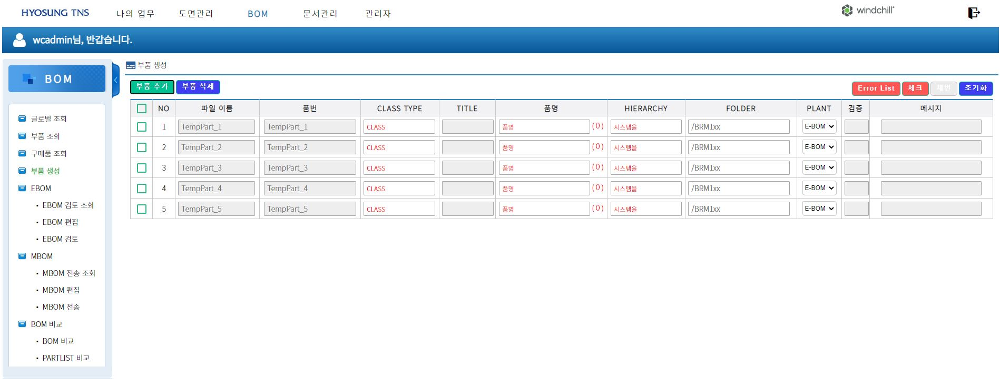 HYOSUNG TNS 나의 업무 도면관리 BOM 문서관리 관리자 windchill
wcadmin님, 반갑습니다.
BOM
글로벌 조회
부품 조회
구매품 조회
부품 생성
EBOM
EBOM 검토 조회
EBOM 편집
EBOM 검토
MBOM
MBOM 전송 조회
MBOM 편집
MBOM 전송
BOM 비교
BOM 비교
PARTLIST 비교
부품 생성
부품 추가 부품 삭제 Error List 체크 채번 초기화
NO 파일 이름 품번 CLASS TYPE TITLE 품명 HIERARCHY FOLDER PLANT 검증 메시지
1 TempPart_1 TempPart_1 CLASS 품명 (0) 시스템을 /BRM1xx E-BOM
2 TempPart_2 TempPart_2 CLASS 품명 (0) 시스템을 /BRM1xx E-BOM
3 TempPart_3 TempPart_3 CLASS 품명 (0) 시스템을 /BRM1xx E-BOM
4 TempPart_4 TempPart_4 CLASS 품명 (0) 시스템을 /BRM1xx E-BOM
5 TempPart_5 TempPart_5 CLASS 품명 (0) 시스템을 /BRM1xx E-BOM